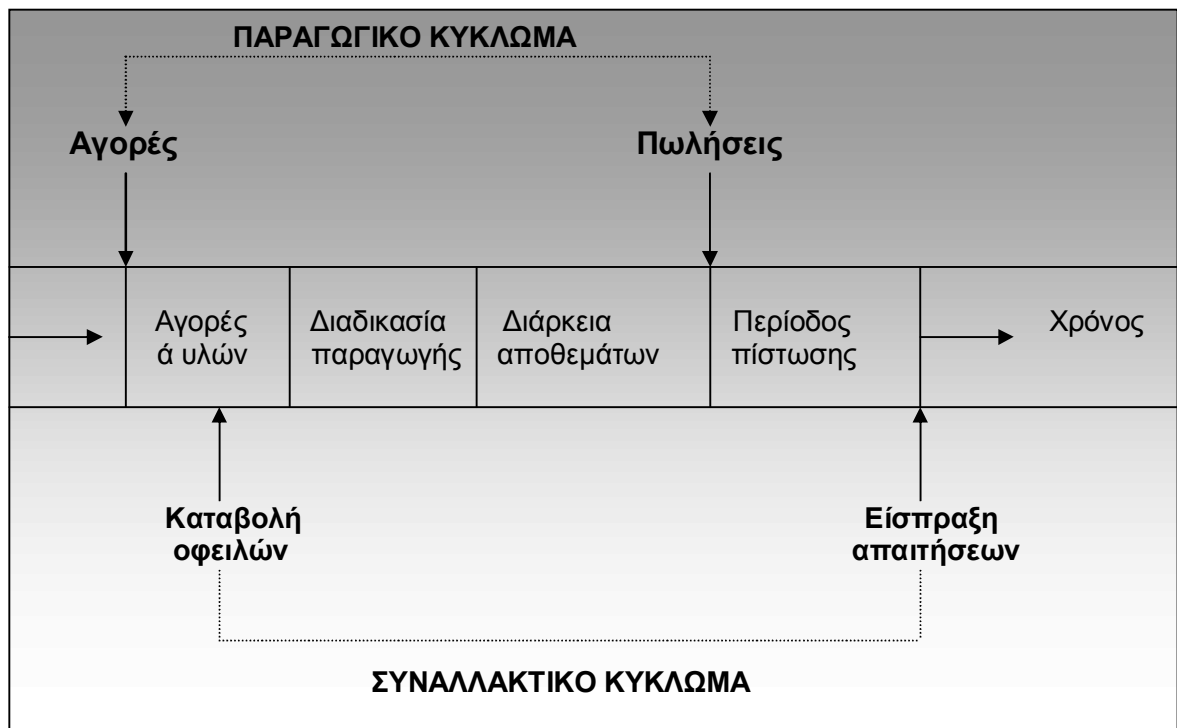 ΠΑΡΑΓΩΓΙΚΟ ΚΥΚΛΩΜΑ
Αγορές
Πωλήσεις
Αγορές
ά υλών
Διαδικασία
παραγωγής
Διάρκεια
αποθεμάτων
Περίοδος
πίστωσης
Χρόνος
Καταβολή
οφειλών
Είσπραξη
απαιτήσεων
ΣΥΝΑΛΛΑΚΤΙΚΟ ΚΥΚΛΩΜΑ